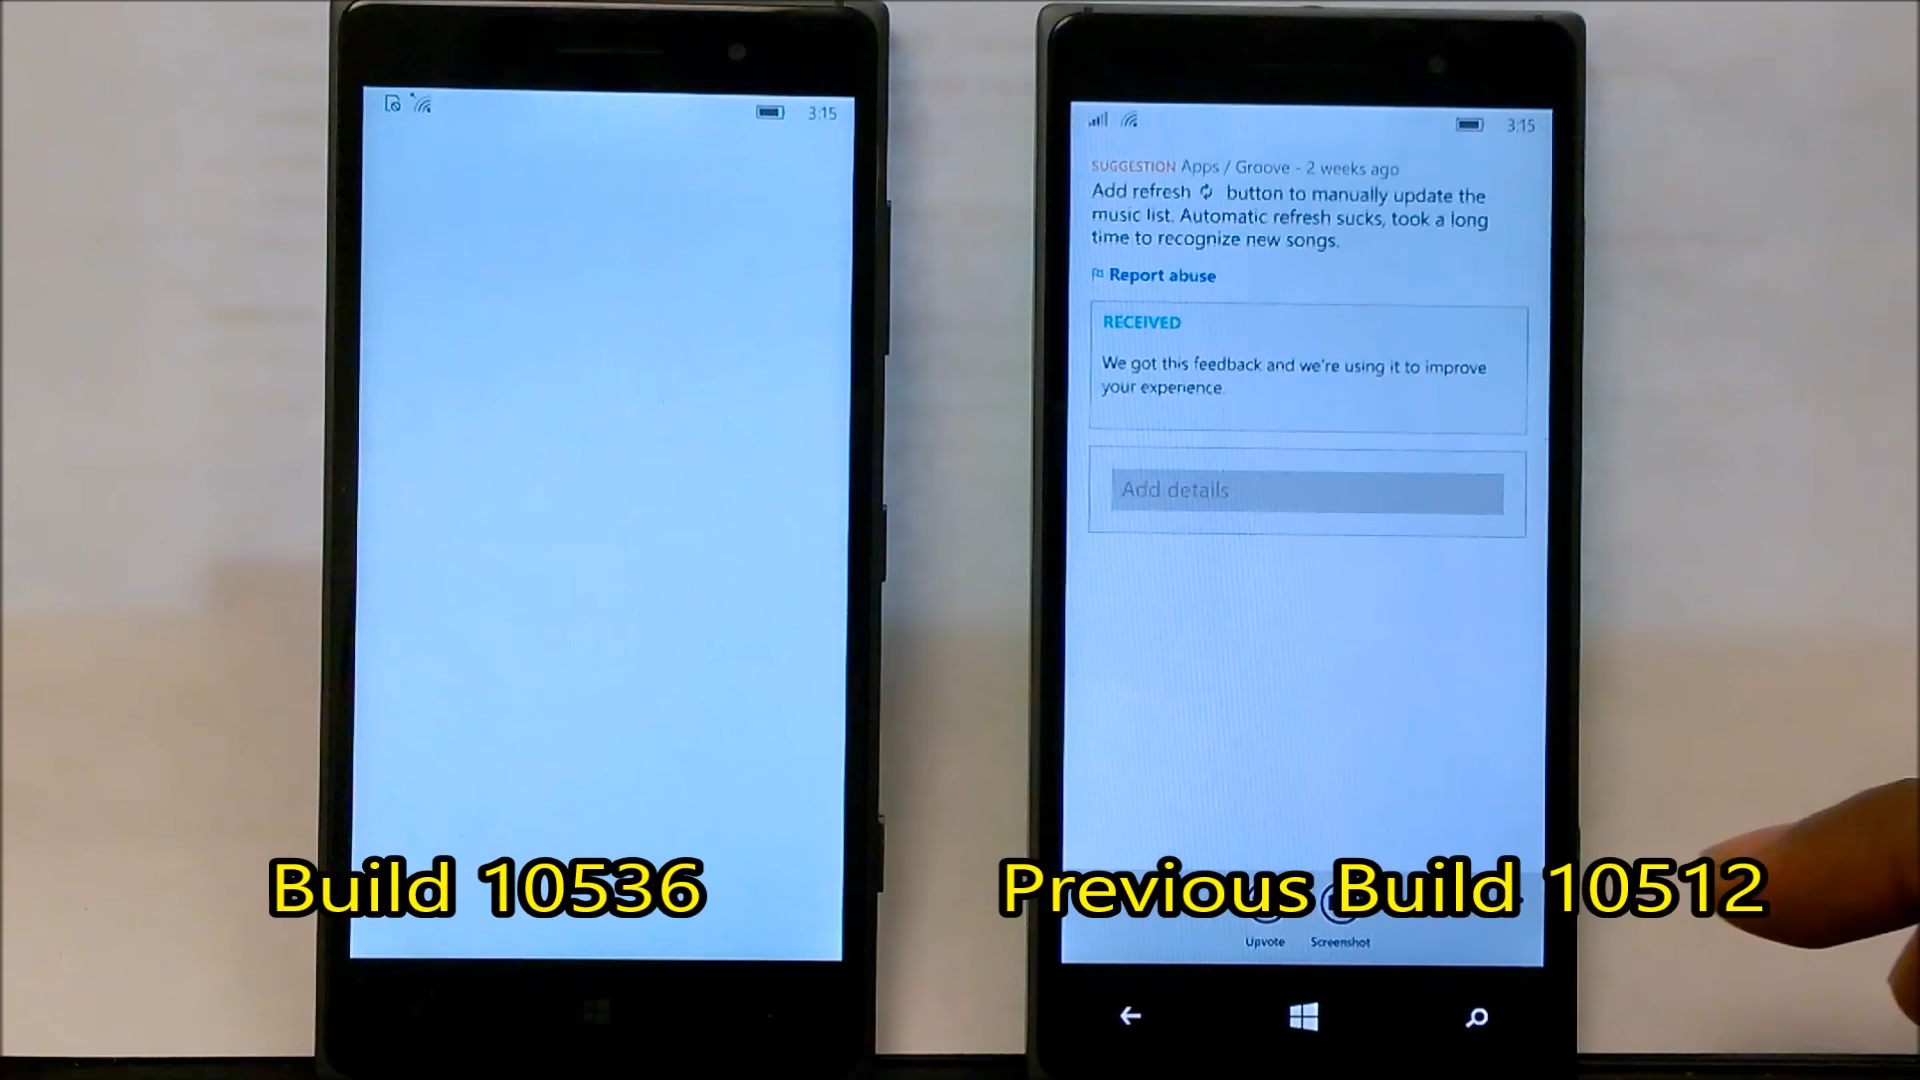 3:15
3:15
SUGGESTION Apps / Groove - 2 weeks ago
Add refresh button to manually update the
music list. Automatic refresh sucks, took a long
time to recognize new songs.
Report abuse
RECEIVED
We got this feedback and we're using it to improve
your experience.
Add details
Build 10536
Previous Build 10512
Upvote Screenshot